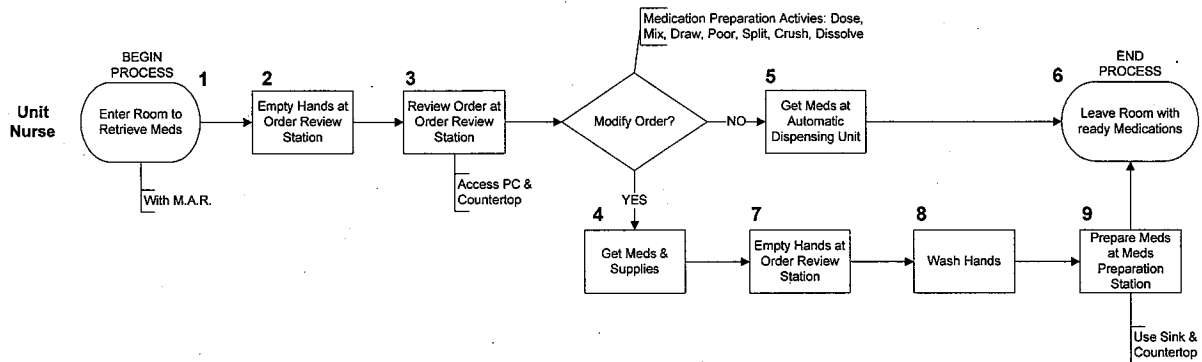 Medication Preparation Activies: Dose,
Mix, Draw, Poor, Split, Crush, Dissolve
BEGIN
PROCESS
END
PROCESS
1
2
3
5
6
Unit
Nurse
Enter Room to
Retrieve Meds
Empty Hands at
Order Review
Station
Review Order at
Order Review
Station
Modify Order?
NO
Get Meds at
Automatic
Dispensing Unit
Leave Room with
ready Medications
With M.A.R.
Access PC &
Countertop
YES
4
7
8
9
Get Meds &
Supplies
Empty Hands at
Order Review
Station
Wash Hands
Prepare Meds
at Meds
Preparation
Station
Use Sink &
Countertop